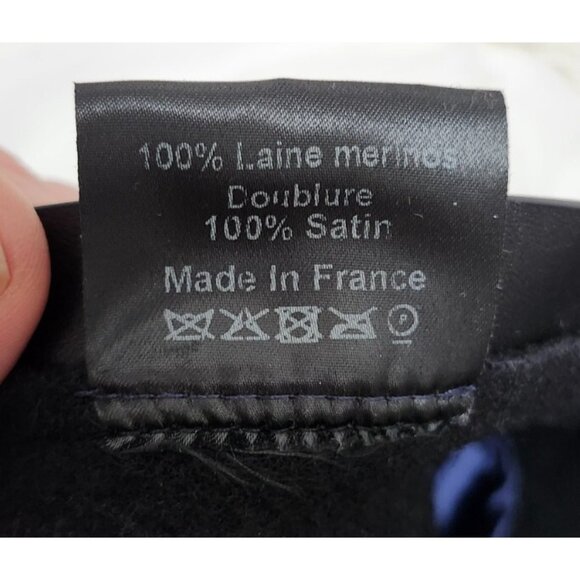 100% Laine merinos
Doublure
100% Satin
Made In France
P